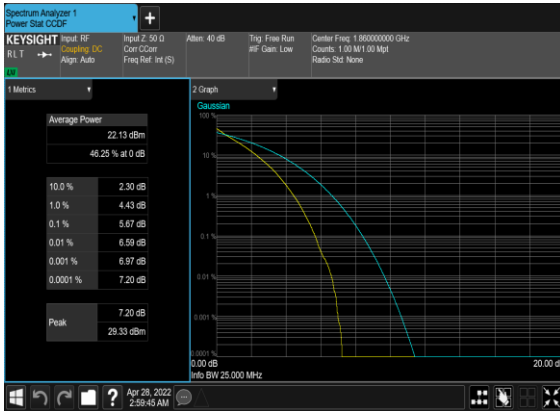 Spectrum Analyzer 1
Power Stat CCDF
KEYSIGHT
RLT
LV
Input: RF
Coupling: DC
Align: Auto
Input Z: 50 Ω
Corr CCorr
Freq Ref: Int (S)
Atten: 40 dB
Trig: Free Run
#IF Gain: Low
Center Freq: 1.860000000 GHz
Counts: 1.00 M/1.00 Mpt
Radio Std: None
1 Metrics
Average Power
22.13 dBm
46.25 % at 0 dB
10.0 % 2.30 dB
1.0 % 4.43 dB
0.1 % 5.67 dB
0.01 % 6.59 dB
0.001 % 6.97 dB
0.0001 % 7.20 dB
Peak
7.20 dB
29.33 dBm
2 Graph
Gaussian
100 %
10 %
1 %
0.1 %
0.01 %
0.001 %
0.0001 %
0.00 dB
20.00 d
Info BW 25.000 MHz
?
Apr 28, 2022
2:59:45 AM